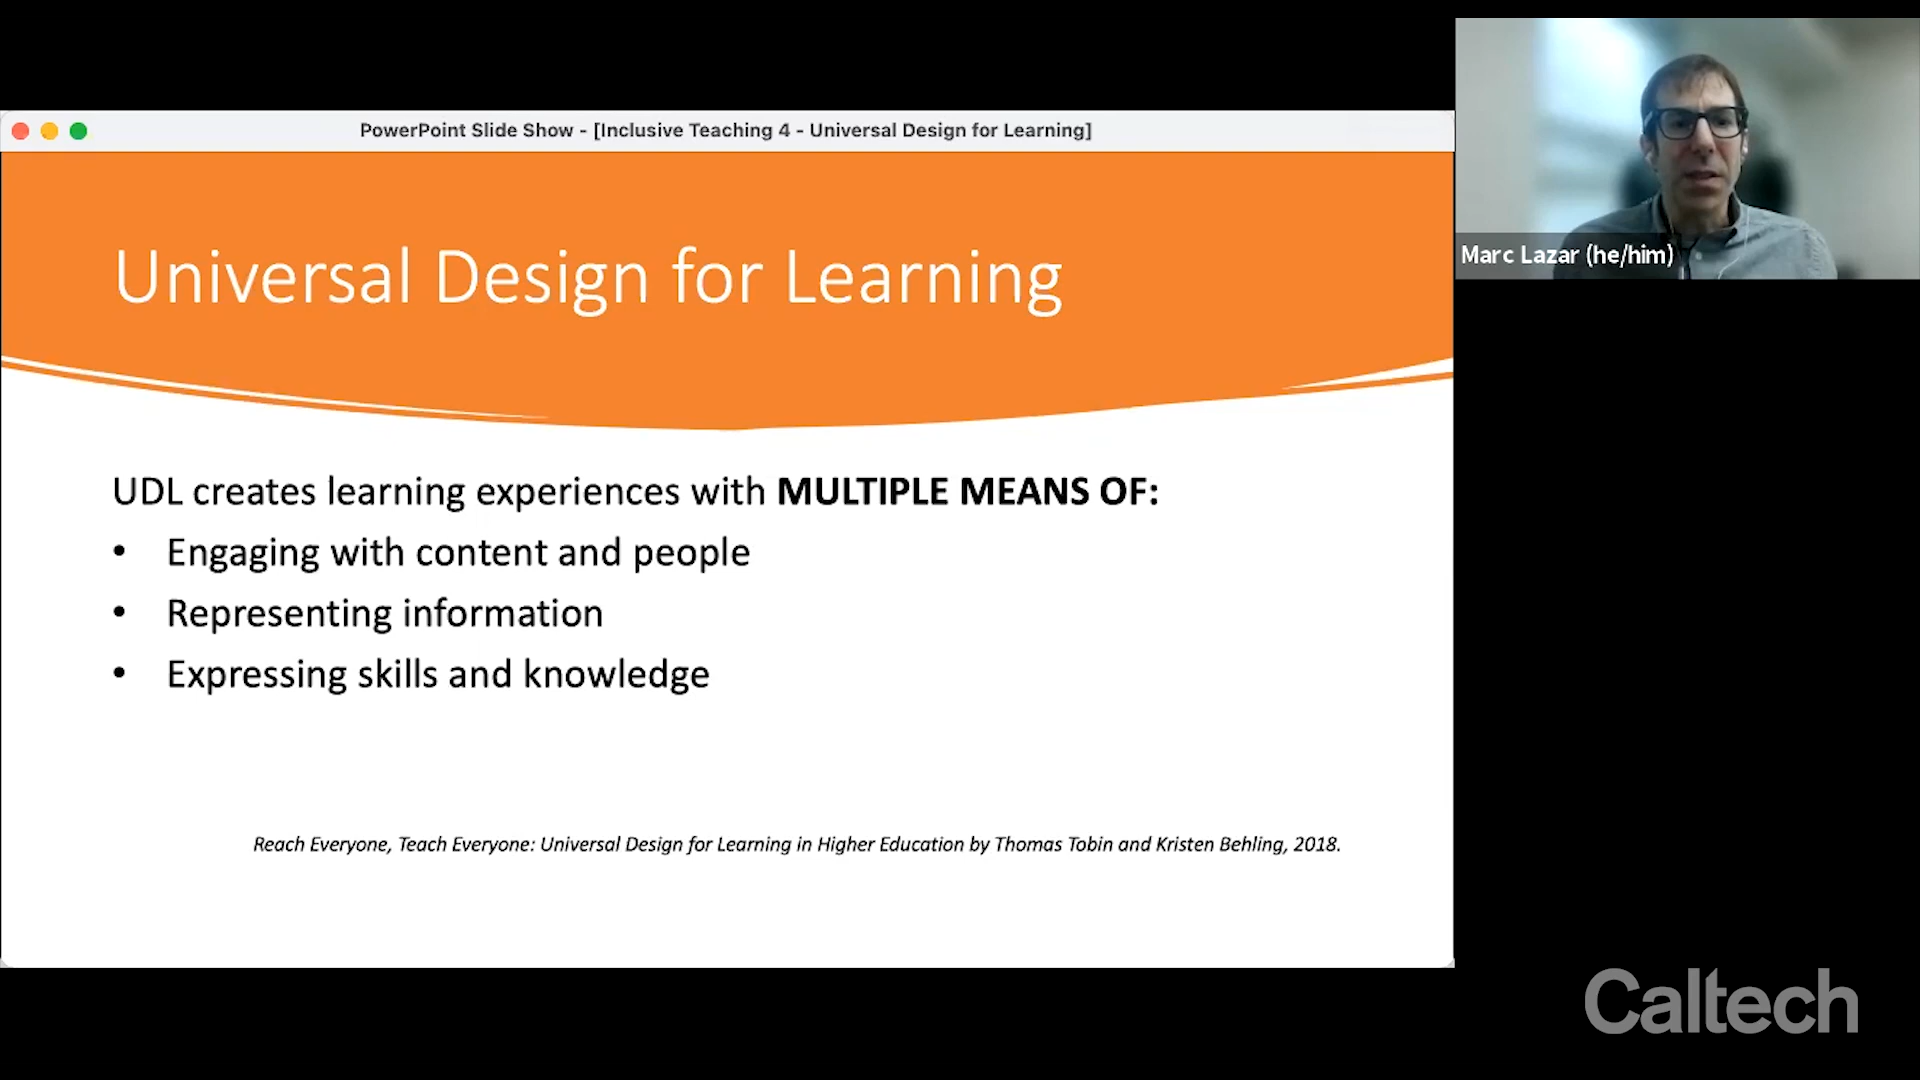 PowerPoint Slide Show - [Inclusive Teaching 4 - Universal Design for Learning]
Universal Design for Learning
UDL creates learning experiences with MULTIPLE MEANS OF:
• Engaging with content and people
• Representing information
• Expressing skills and knowledge
Reach Everyone, Teach Everyone: Universal Design for Learning in Higher Education by Thomas Tobin and Kristen Behling, 2018.
Marc Lazar (he/him)
Caltech